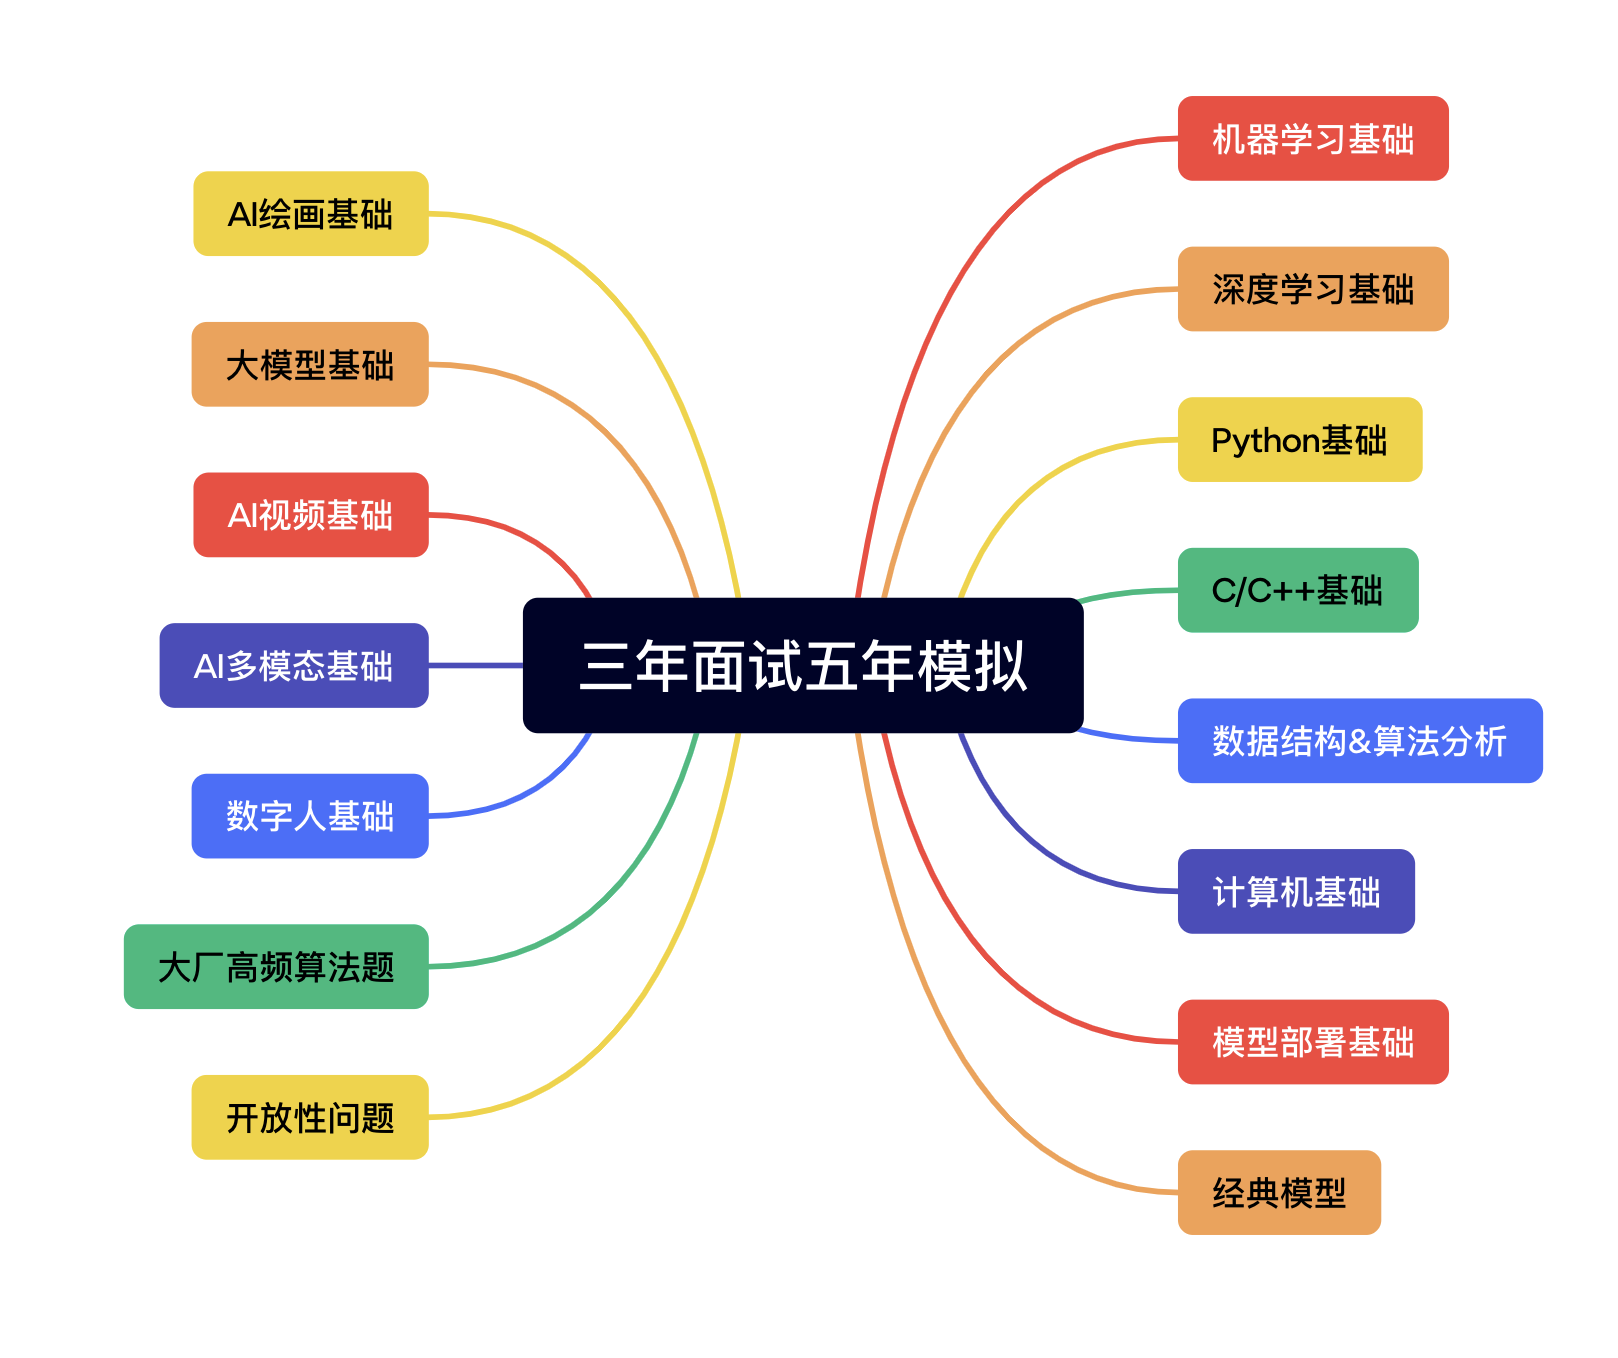 机器学习基础
AI绘画基础
深度学习基础
大模型基础
Python基础
AI视频基础
C/C++基础
三年面试五年模拟
AI多模态基础
数据结构&算法分析
数字人基础
计算机基础
大厂高频算法题
模型部署基础
开放性问题
经典模型